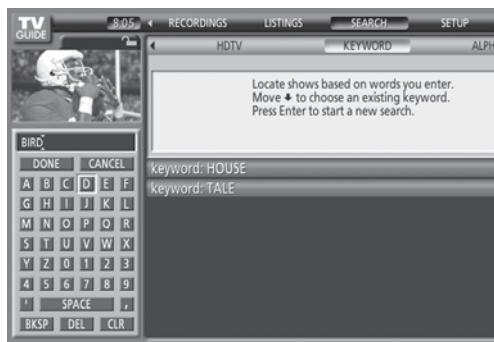 TV
GUIDE
8:05
RECORDINGS LISTINGS SEARCH SETUP
HDTV KEYWORD ALPH
Locate shows based on words you enter.
Move ⬇ to choose an existing keyword.
Press Enter to start a new search.
BIRD
DONE CANCEL
keyword: HOUSE
keyword: TALE
A B C D E F
G H I J K L
M N O P Q R
S T U V W X
Y Z 0 1 2 3
4 5 6 7 8 9
' SPACE ,
BKSP DEL CLR